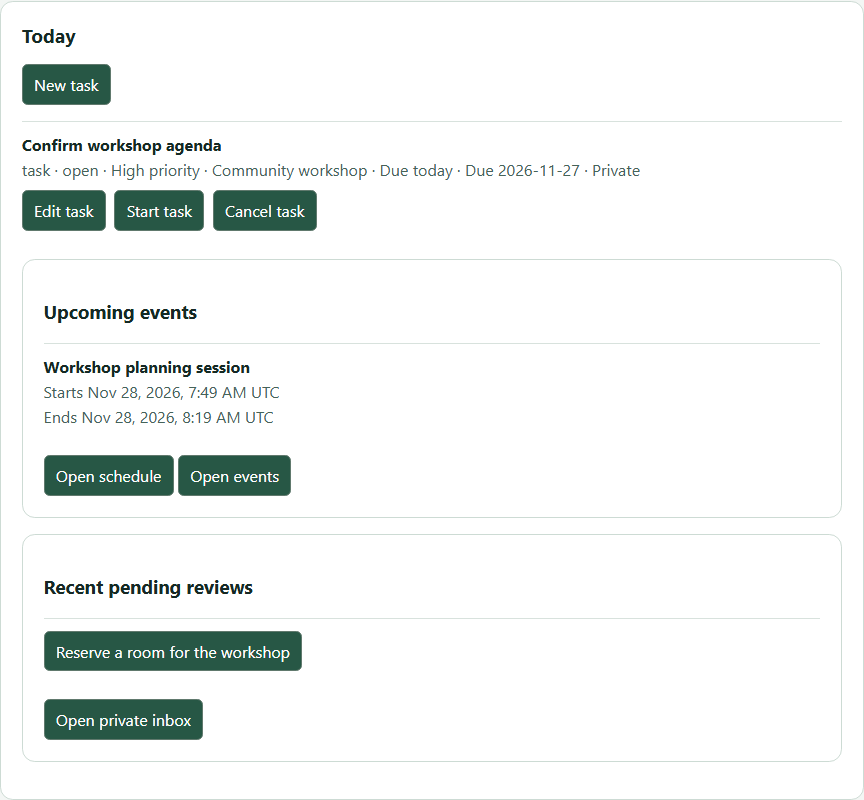 Today
New task
Confirm workshop agenda
task · open · High priority · Community workshop · Due today · Due 2026-11-27 · Private
Edit task
Start task
Cancel task
Upcoming events
Workshop planning session
Starts Nov 28, 2026, 7:49 AM UTC
Ends Nov 28, 2026, 8:19 AM UTC
Open schedule
Open events
Recent pending reviews
Reserve a room for the workshop
Open private inbox